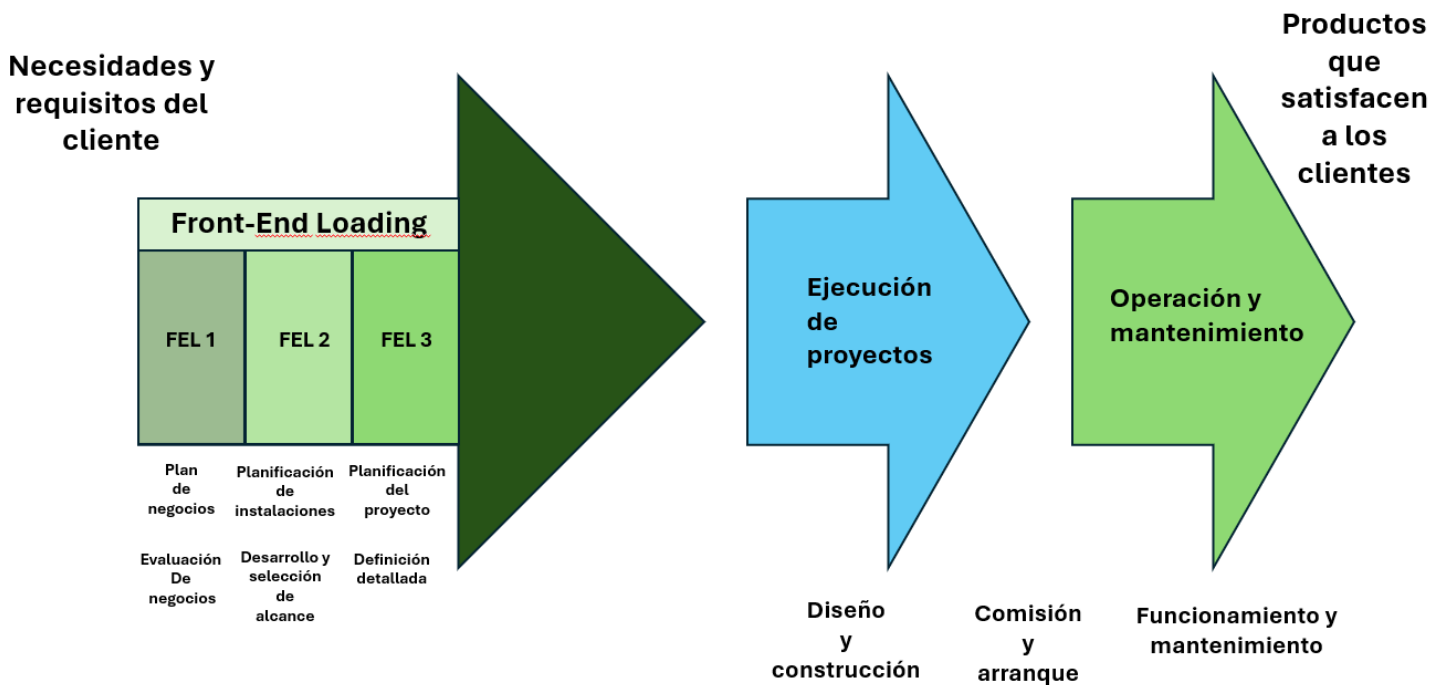 Necesidades y
requisitos del
cliente
Productos
que
satisfacen
a los
clientes
Front-End Loading
FEL 1
FEL 2
FEL 3
Ejecución
de
proyectos
Operación y
mantenimiento
Plan
de
negocios
Planificación
de
instalaciones
Planificación
del
proyecto
Evaluación
De
negocios
Desarrollo y
selección
de
alcance
Definición
detallada
Diseño
y
construcción
Comisión
y
arranque
Funcionamiento y
mantenimiento